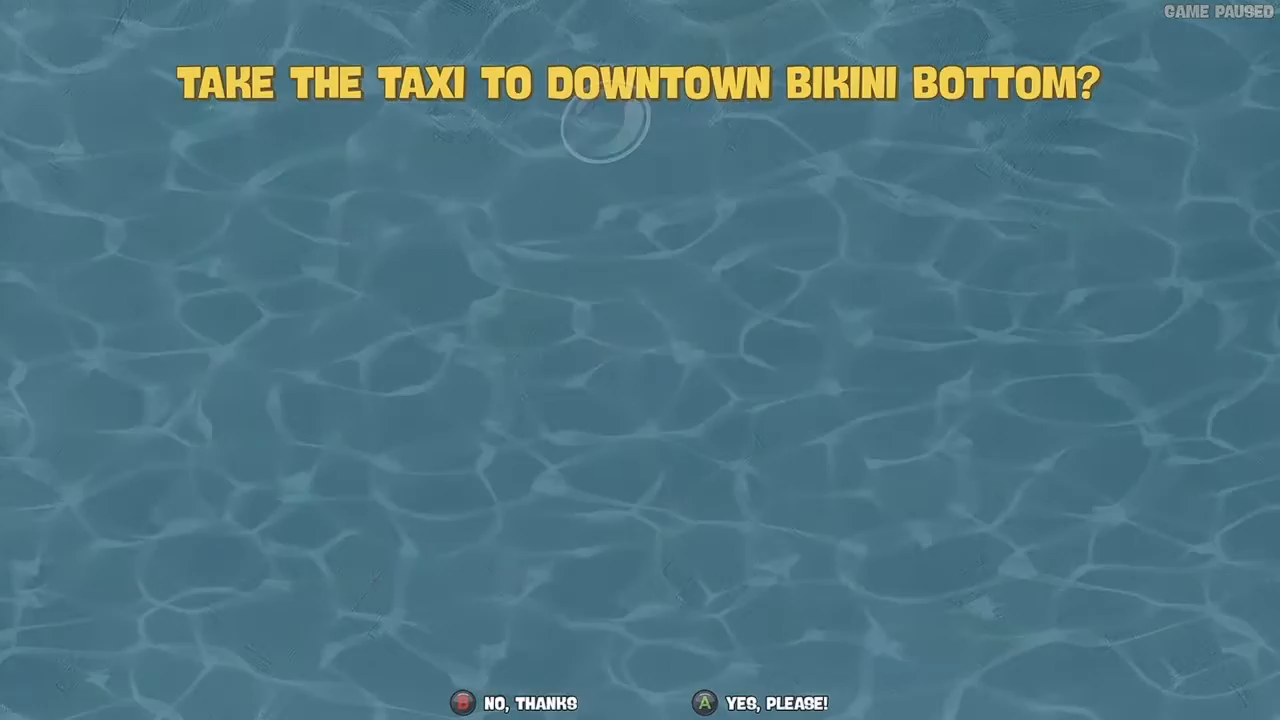 GAME PAUSED
TAKE THE TAXI TO DOWNTOWN BIKINI BOTTOM?
B NO, THANKS
A YES, PLEASE!